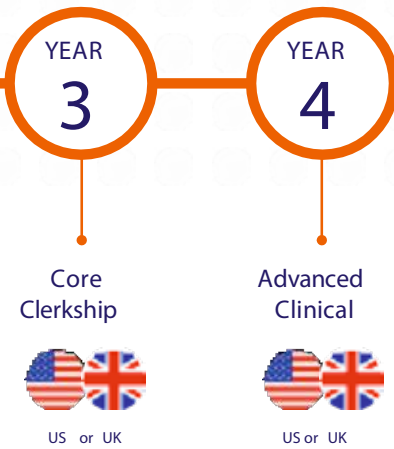 YEAR
3
YEAR
4
Core
Clerkship
Advanced
Clinical
US or UK
US or UK